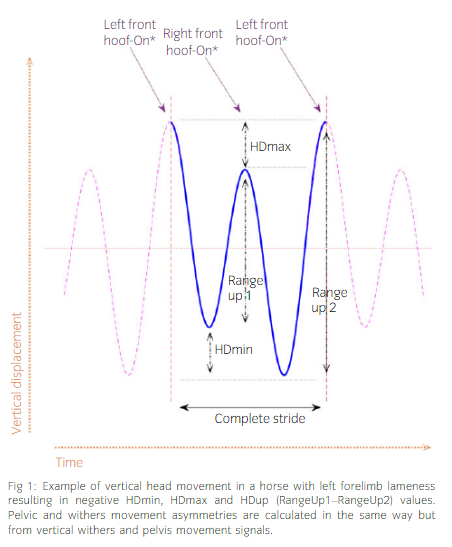 Left front
hoof-On*
Right front
hoof-On*
Left front
hoof-On*
HDmax
Range
up 1
Range
up 2
HDmin
Complete stride
Vertical displacement
Time
Fig 1: Example of vertical head movement in a horse with left forelimb lameness
resulting in negative HDmin, HDmax and HDup (RangeUp1–RangeUp2) values.
Pelvic and withers movement asymmetries are calculated in the same way but
from vertical withers and pelvis movement signals.